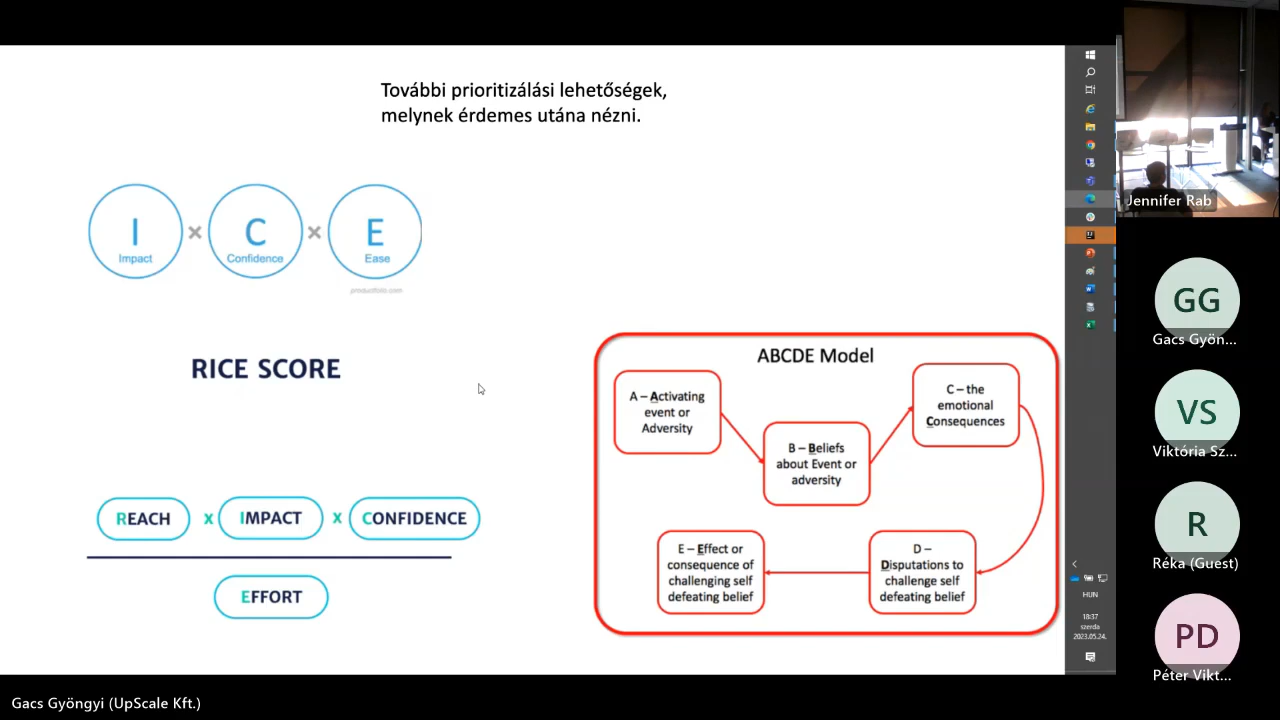 További prioritizálási lehetőségek,
melynek érdemes utána nézni.
I
Impact
×
C
Confidence
×
E
Ease
productfolio.com
RICE SCORE
REACH x IMPACT x CONFIDENCE
EFFORT
ABCDE Model
A – Activating
event or
Adversity
B – Beliefs
about Event or
adversity
C – the
emotional
Consequences
D –
Disputations to
challenge self
defeating belief
E – Effect or
consequence of
challenging self
defeating belief
HUN
18:37
szerda
2023.05.24.
Jennifer Rab
GG
Gacs Gyön...
VS
Viktória Sz...
R
Réka (Guest)
PD
Péter Vikt...
Gacs Gyöngyi (UpScale Kft.)